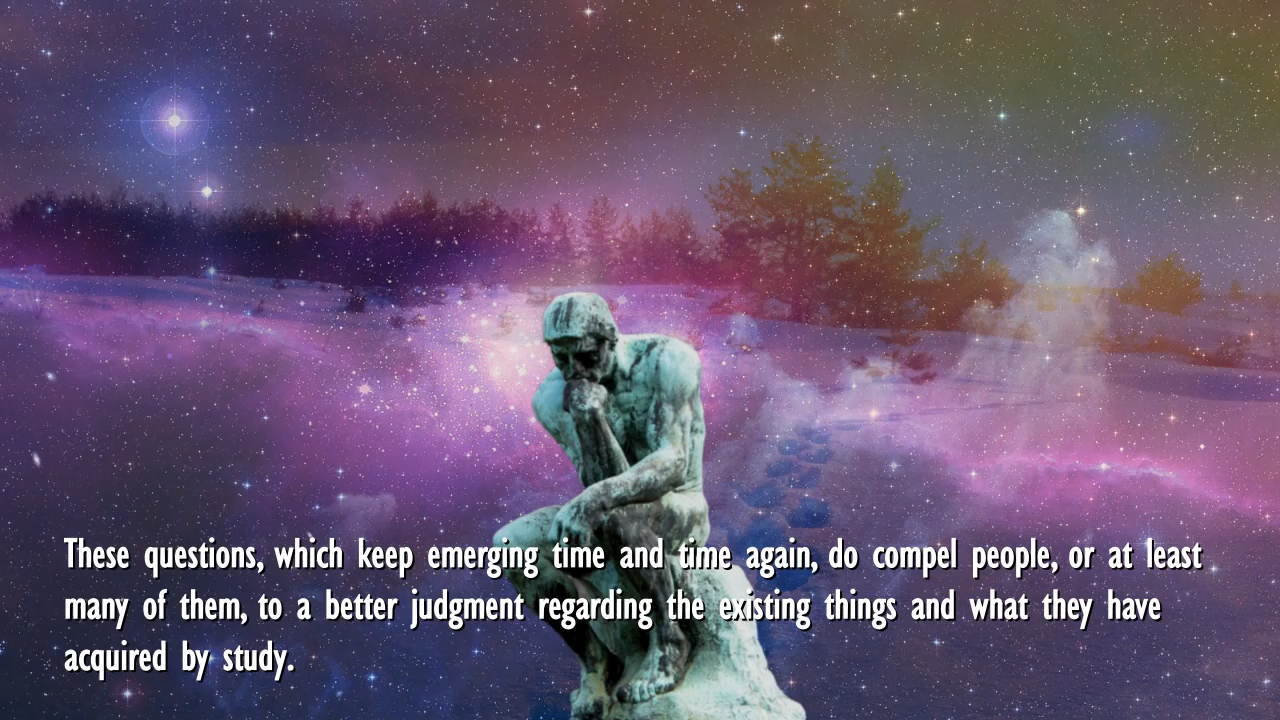 These questions, which keep emerging time and time again, do compel people, or at least
many of them, to a better judgment regarding the existing things and what they have
acquired by study.